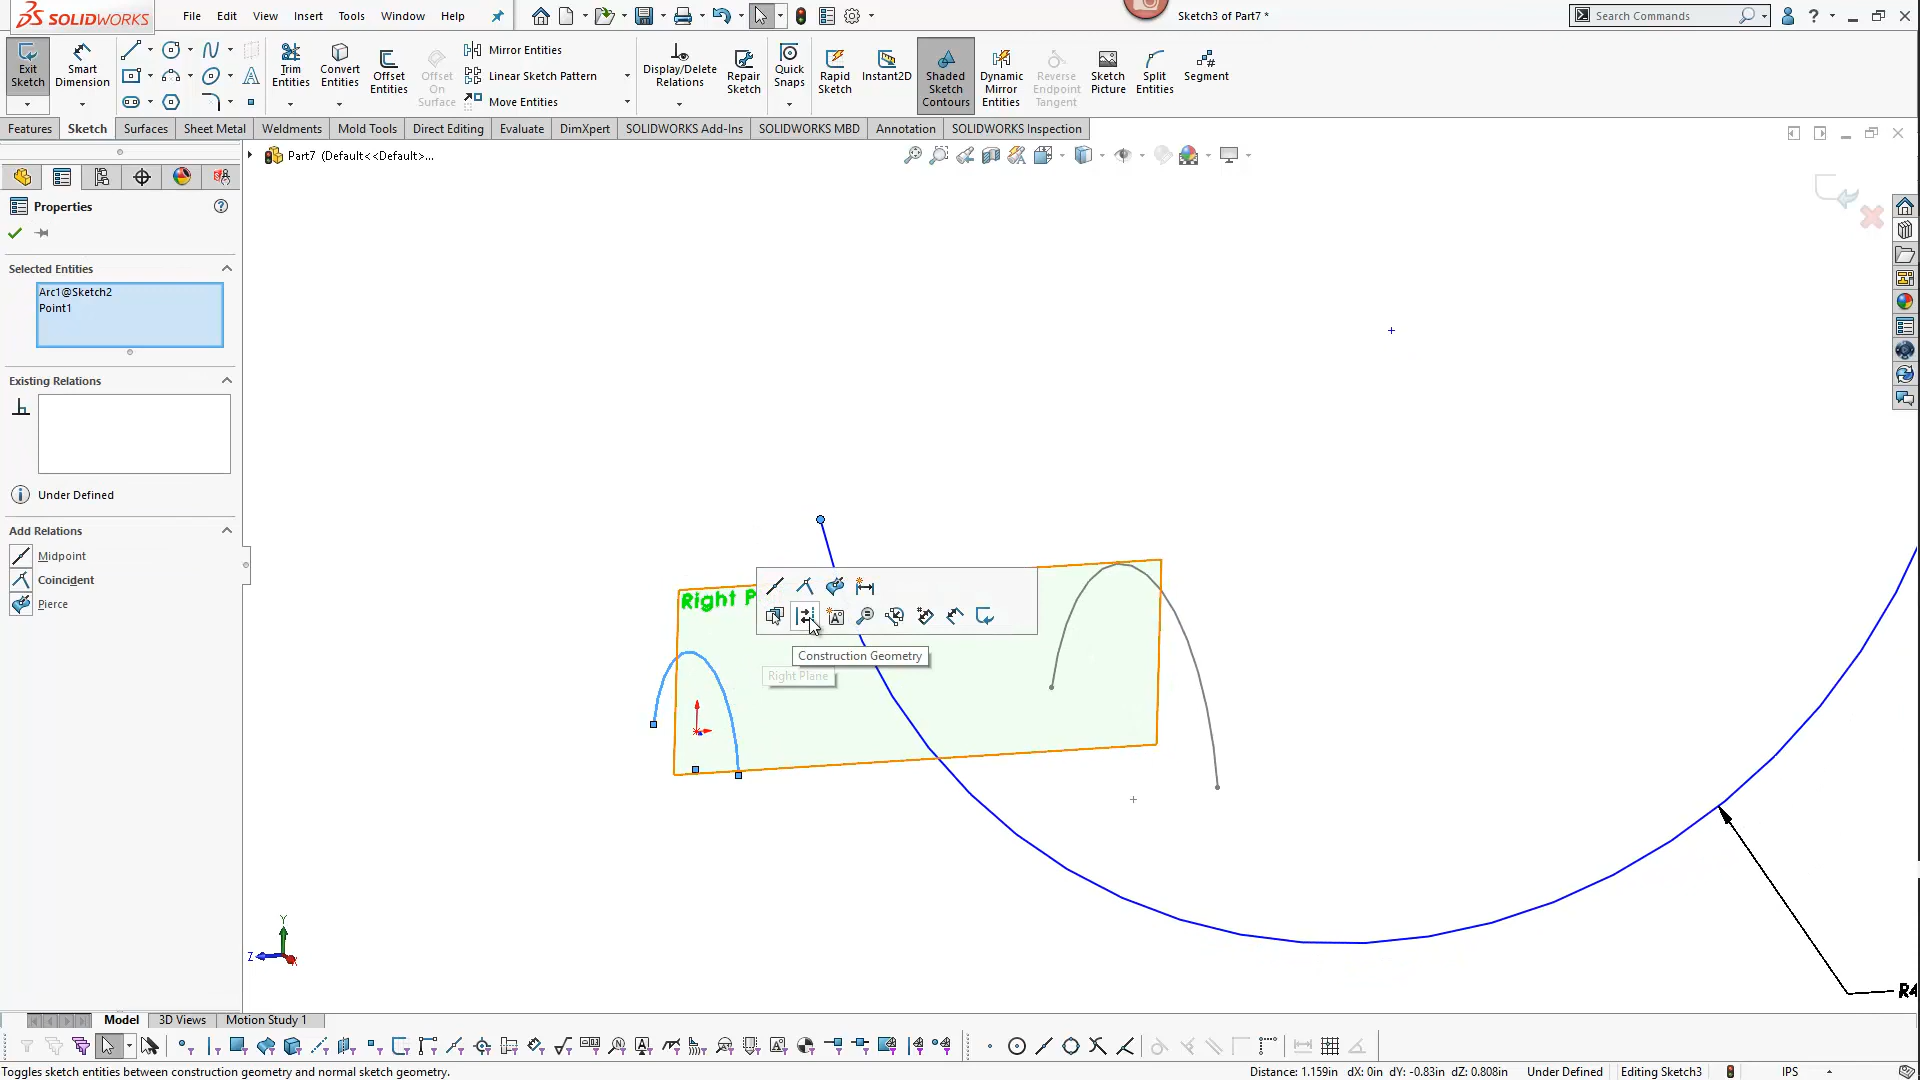 SOLIDWORKS File Edit View Insert Tools Window Help Sketch3 of Part7 * Search Commands
Exit Sketch Smart Dimension Trim Entities Convert Entities Offset Entities Offset On Surface Mirror Entities Linear Sketch Pattern Move Entities Display/Delete Relations Repair Sketch Quick Snaps Rapid Sketch Instant2D Shaded Sketch Contours Dynamic Mirror Entities Reverse Endpoint Tangent Sketch Picture Split Entities Segment
Features Sketch Surfaces Sheet Metal Weldments Mold Tools Direct Editing Evaluate DimXpert SOLIDWORKS Add-Ins SOLIDWORKS MBD Annotation SOLIDWORKS Inspection
Part7 (Default<<Default>...
Properties
Selected Entities
Arc1@Sketch2
Point1
Existing Relations
Under Defined
Add Relations
Midpoint
Coincident
Pierce
Right P
Construction Geometry
Right Plane
R4
Y
Z
X
Model 3D Views Motion Study 1
Toggles sketch entities between construction geometry and normal sketch geometry. Distance: 1.159in dX: 0in dY: -0.83in dZ: 0.808in Under Defined Editing Sketch3 IPS